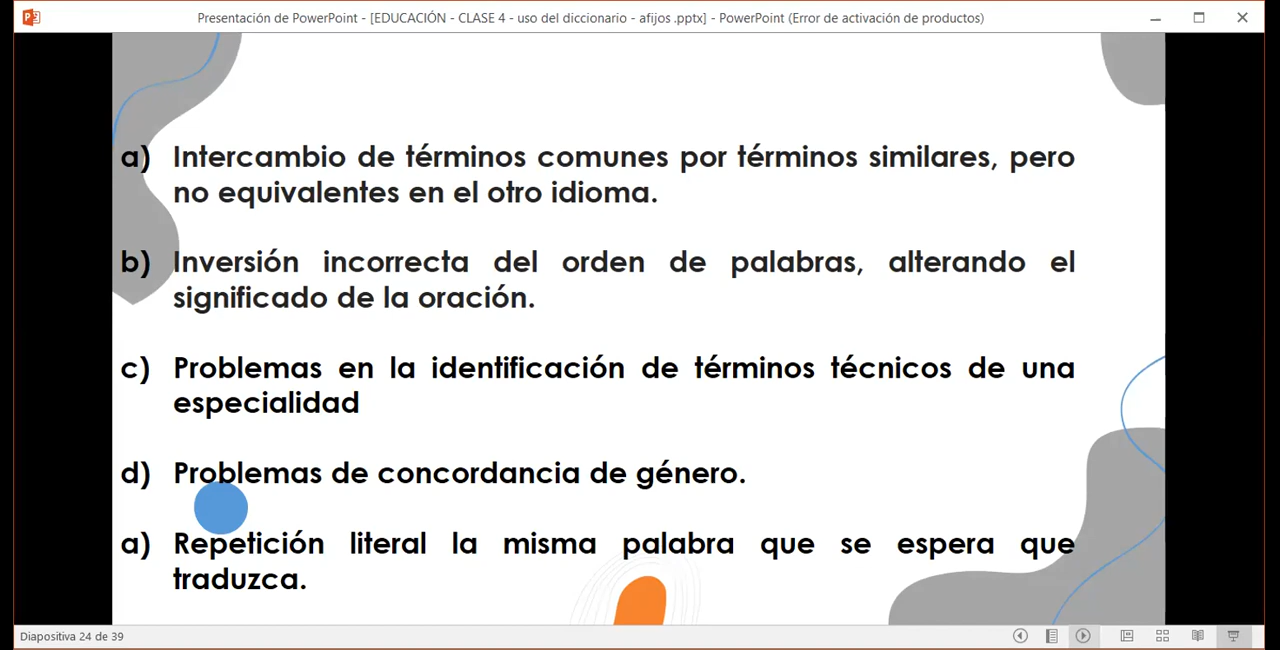 Presentación de PowerPoint - [EDUCACIÓN - CLASE 4 - uso del diccionario - afijos .pptx] - PowerPoint (Error de activación de productos)
a) Intercambio de términos comunes por términos similares, pero
no equivalentes en el otro idioma.
b) Inversión incorrecta del orden de palabras, alterando el
significado de la oración.
c) Problemas en la identificación de términos técnicos de una
especialidad
d) Problemas de concordancia de género.
a) Repetición literal la misma palabra que se espera que
traduzca.
Diapositiva 24 de 39